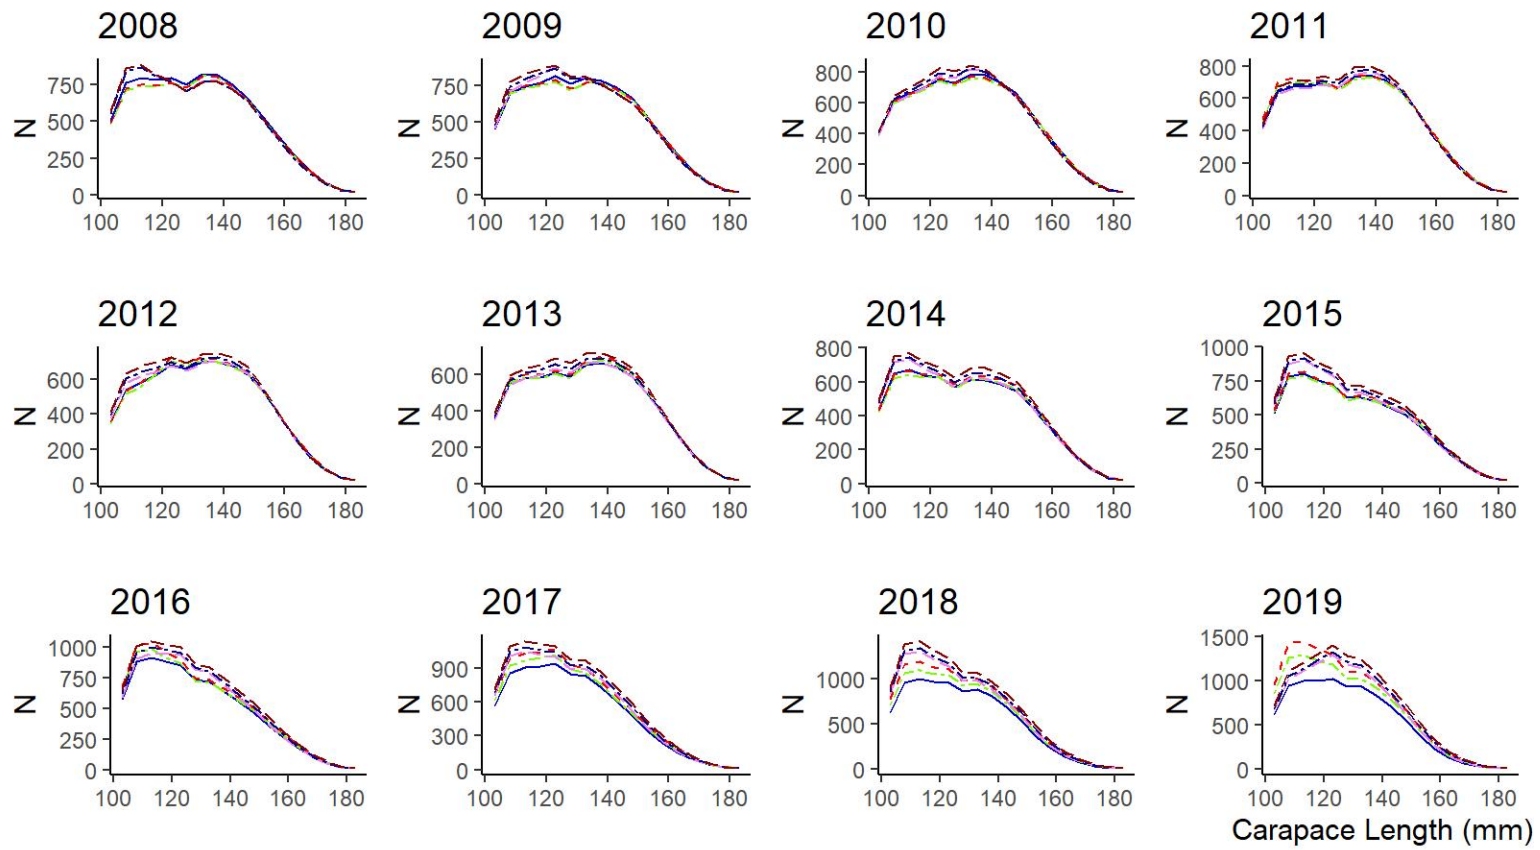 2008 2009 2010 2011
N 750 500 250 0
100 120 140 160 180
N 750 500 250 0
100 120 140 160 180
N 800 600 400 200 0
100 120 140 160 180
N 800 600 400 200 0
100 120 140 160 180
2012 2013 2014 2015
N 600 400 200 0
100 120 140 160 180
N 600 400 200 0
100 120 140 160 180
N 800 600 400 200 0
100 120 140 160 180
N 1000 750 500 250 0
100 120 140 160 180
2016 2017 2018 2019
N 1000 750 500 250 0
100 120 140 160 180
N 900 600 300 0
100 120 140 160 180
N 1000 500 0
100 120 140 160 180
N 1500 1000 500 0
100 120 140 160 180
Carapace Length (mm)